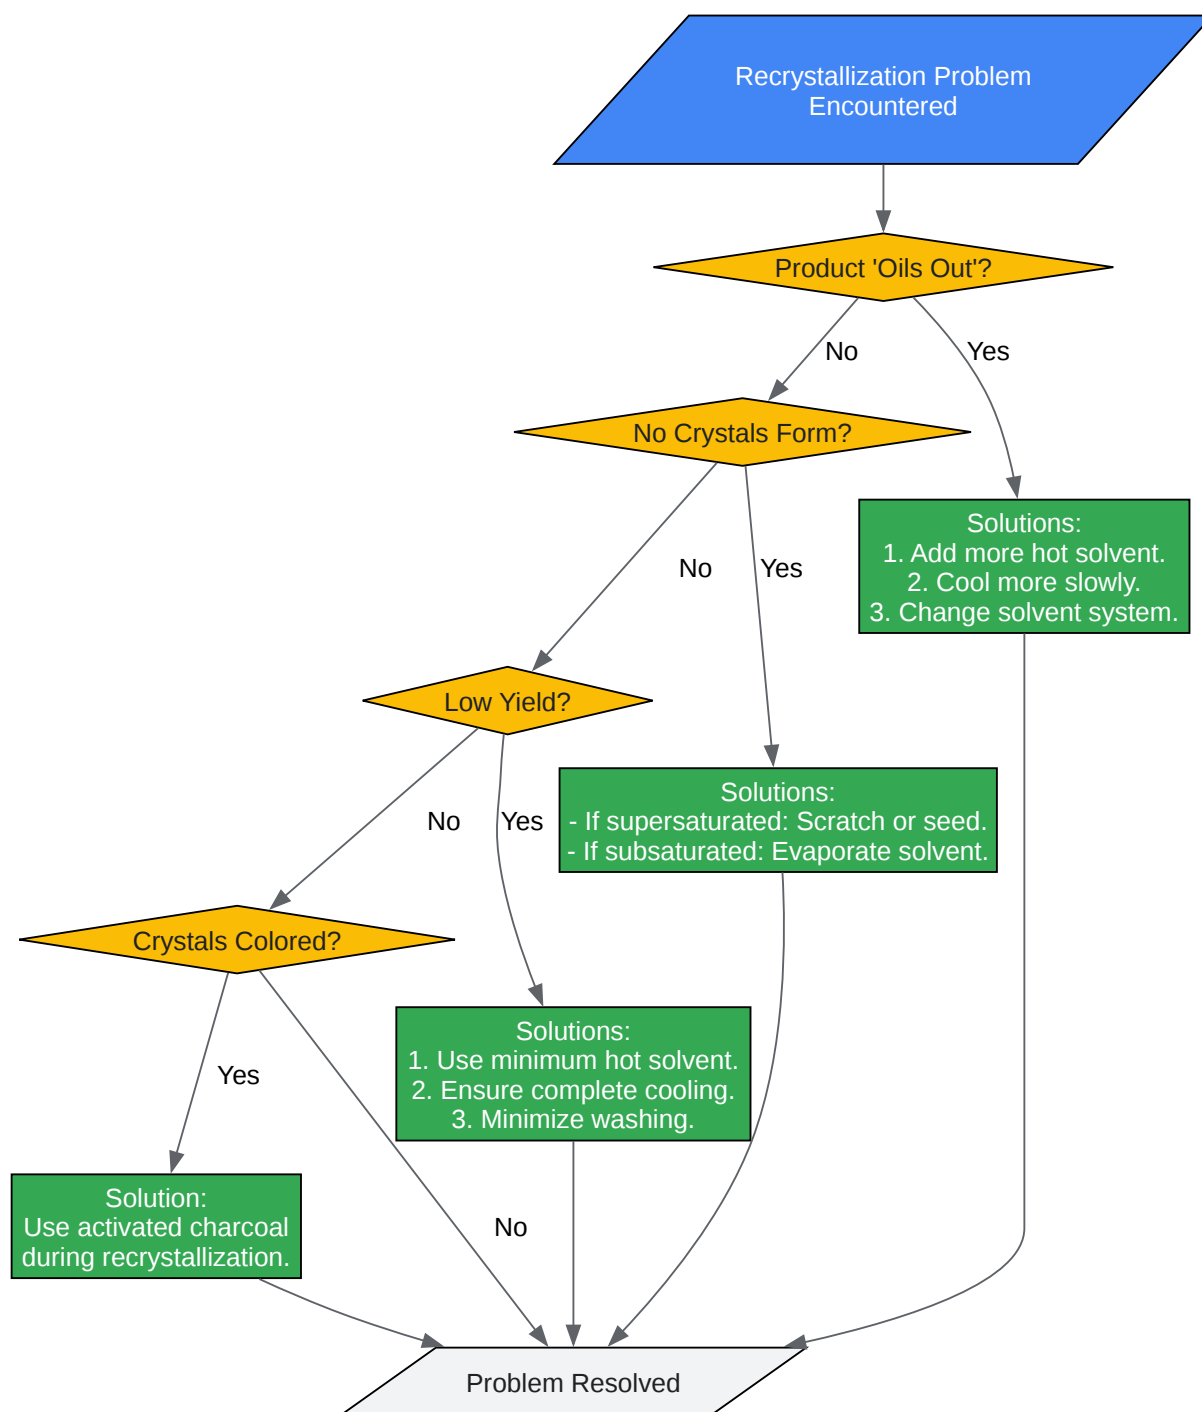 Recrystallization Problem
Encountered
Product 'Oils Out'?
No
Yes
No Crystals Form?
Solutions:
1. Add more hot solvent.
2. Cool more slowly.
3. Change solvent system.
No
Yes
Low Yield?
Solutions:
- If supersaturated: Scratch or seed.
- If subsaturated: Evaporate solvent.
No
Yes
Crystals Colored?
Solutions:
1. Use minimum hot solvent.
2. Ensure complete cooling.
3. Minimize washing.
Yes
Solution:
Use activated charcoal
during recrystallization.
No
Problem Resolved